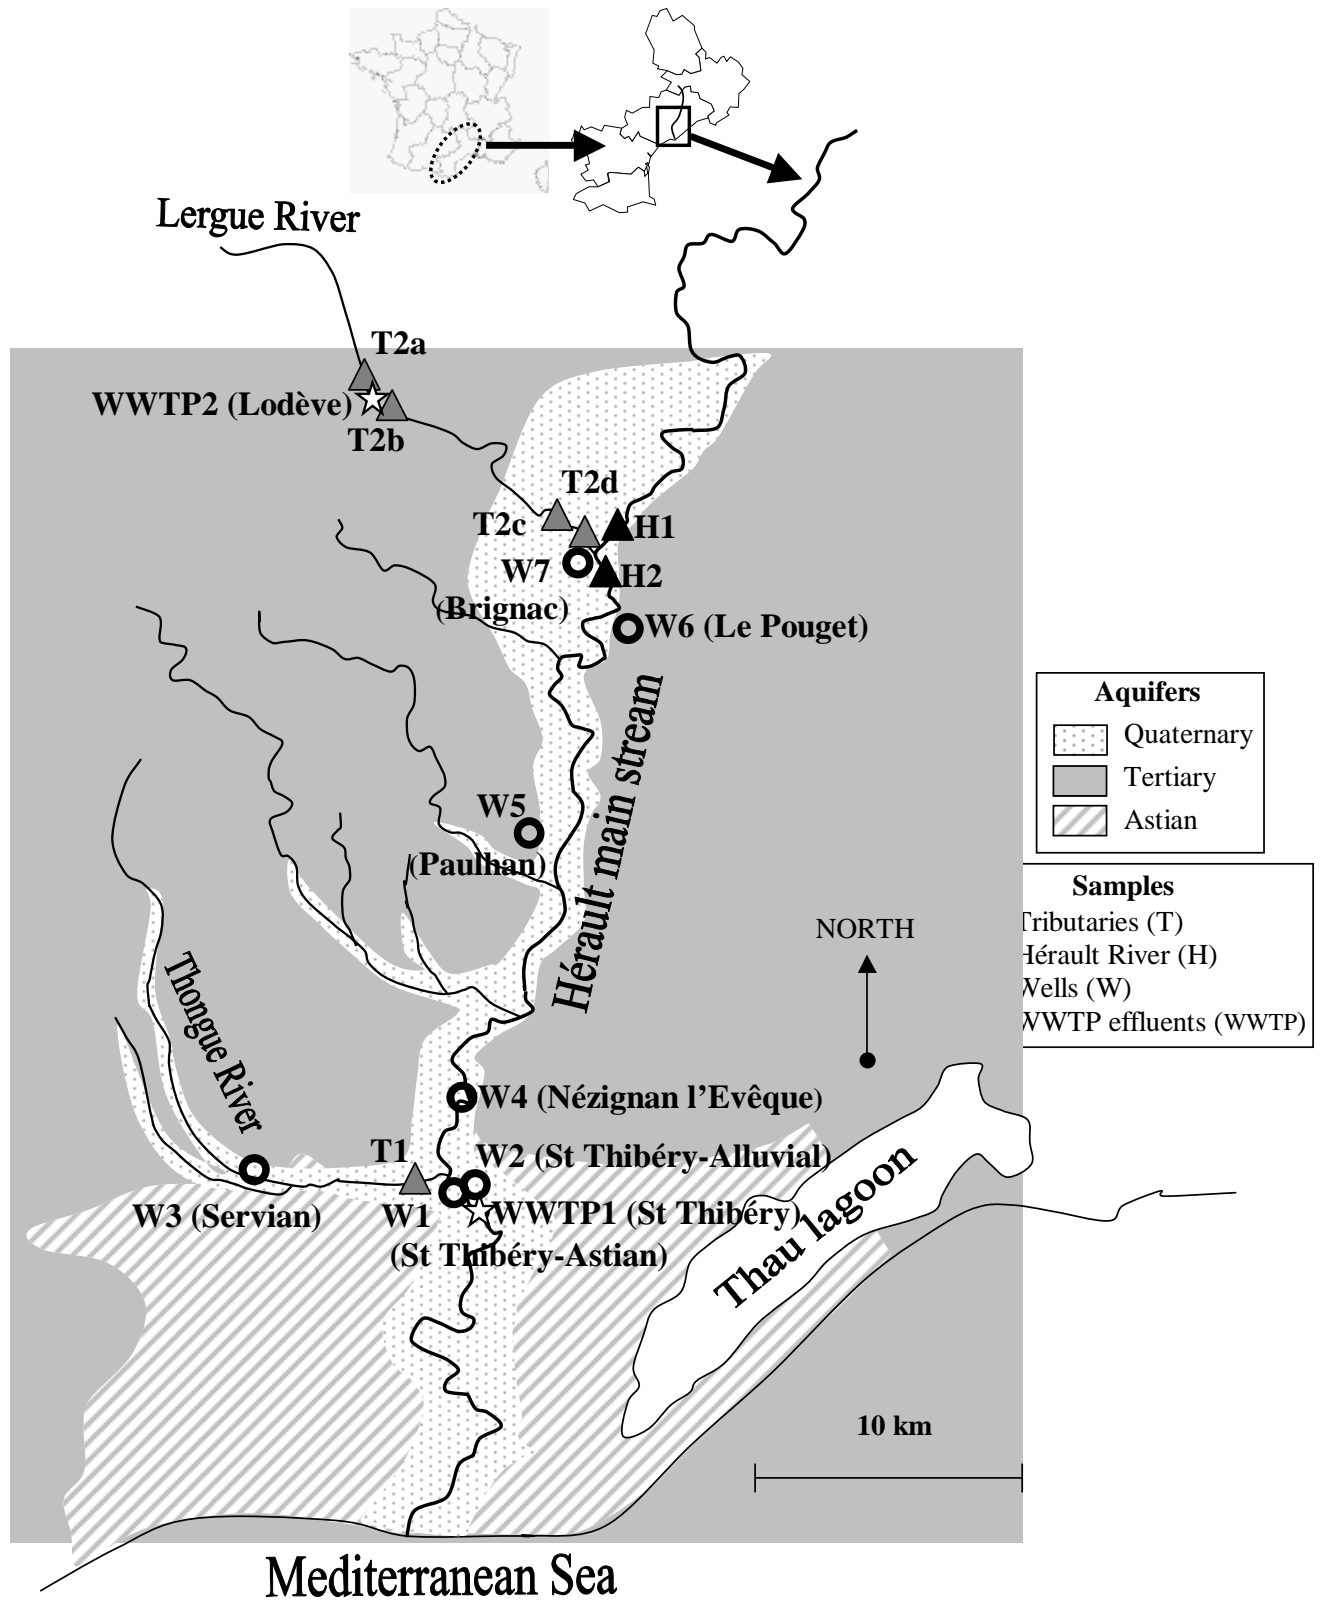 Lergue River
T2a
WWTP2 (Lodève)
T2b
T2d
T2c
H1
W7
H2
(Brignac)
W6 (Le Pouget)
Hérault main stream
Aquifers
Quaternary
Tertiary
Astian
W5
(Paulhan)
Samples
Tributaries (T)
Hérault River (H)
Wells (W)
WWTP effluents (WWTP)
NORTH
Thongue River
W4 (Nézignan l’Evêque)
T1
W2 (St Thibéry-Alluvial)
W3 (Servian)
W1
WWTP1 (St Thibéry)
(St Thibéry-Astian)
Thau lagoon
10 km
Mediterranean Sea